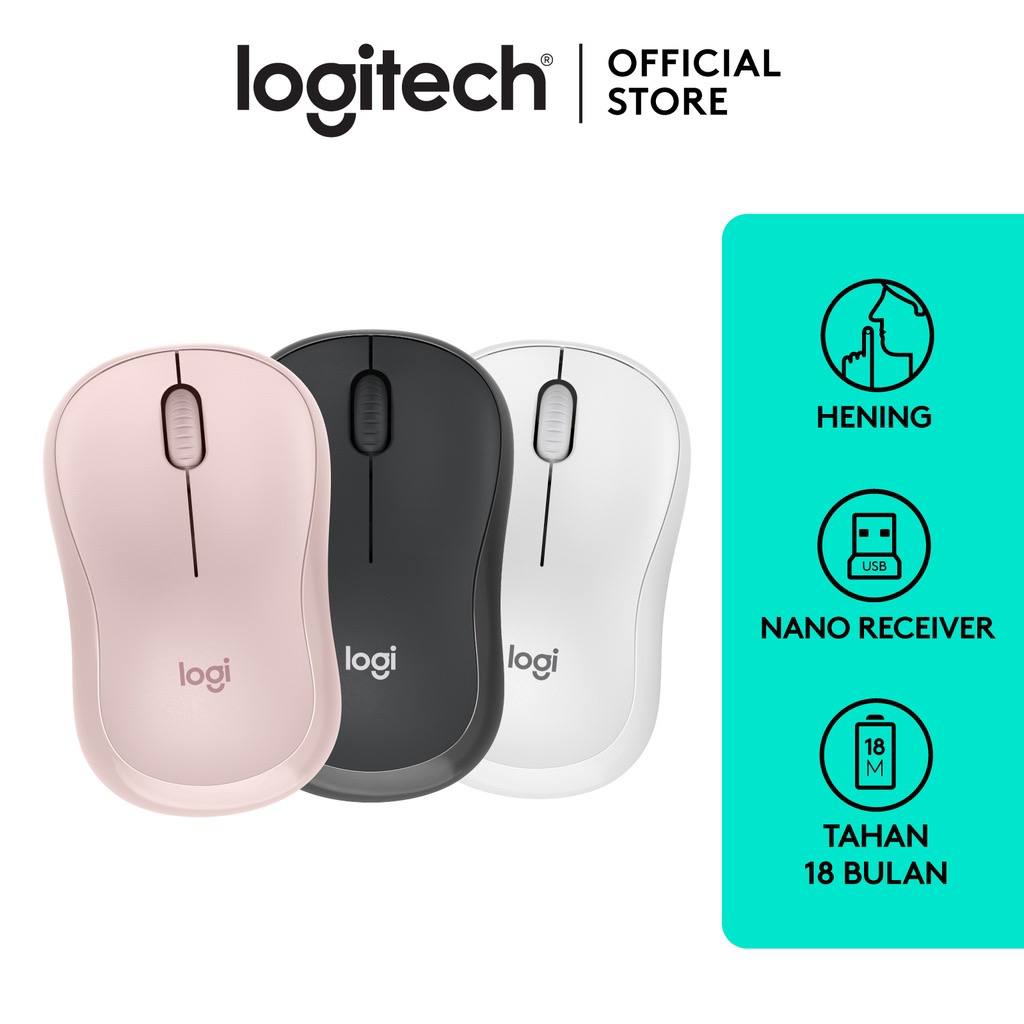 logitech® | OFFICIAL
STORE
HENING
USB
NANO RECEIVER
18
M
TAHAN
18 BULAN
logi
logi
logi